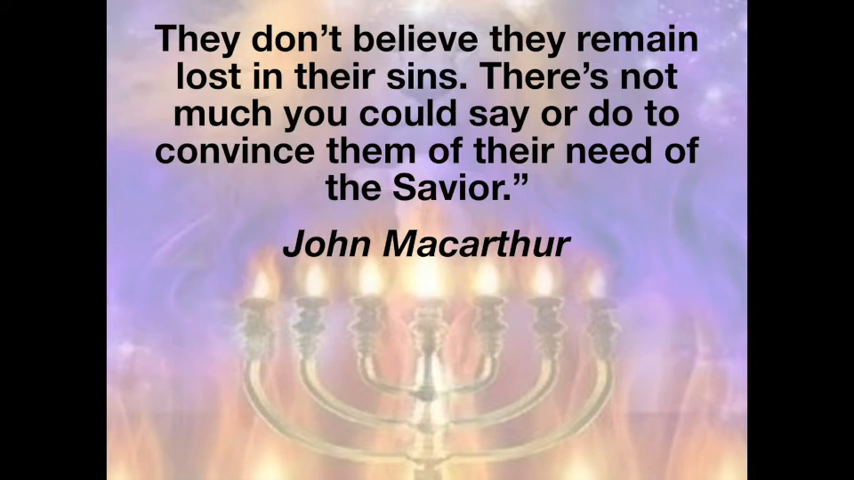 They don’t believe they remain
lost in their sins. There’s not
much you could say or do to
convince them of their need of
the Savior.”
John Macarthur